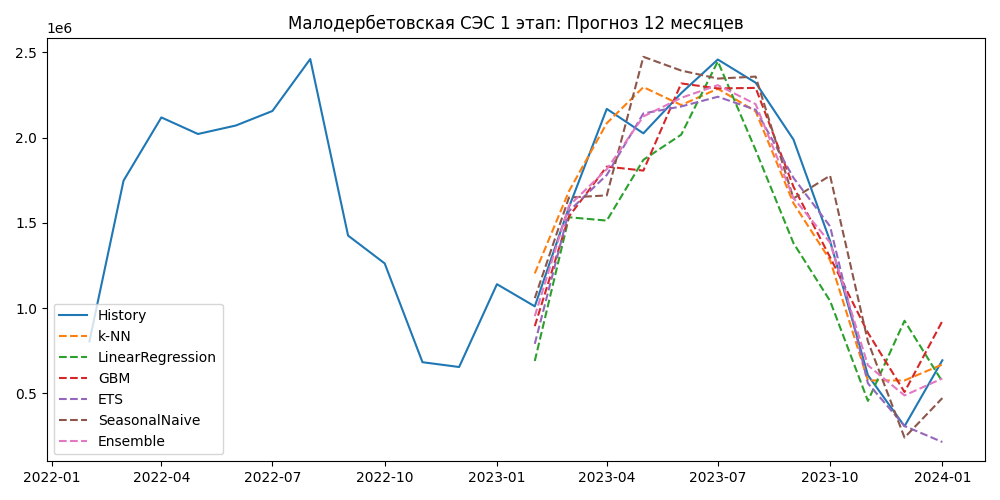 Малодербетовская СЭС 1 этап: Прогноз 12 месяцев
1e6
2.5
2.0
1.5
1.0
0.5
History
k-NN
LinearRegression
GBM
ETS
SeasonalNaive
Ensemble
2022-01 2022-04 2022-07 2022-10 2023-01 2023-04 2023-07 2023-10 2024-01